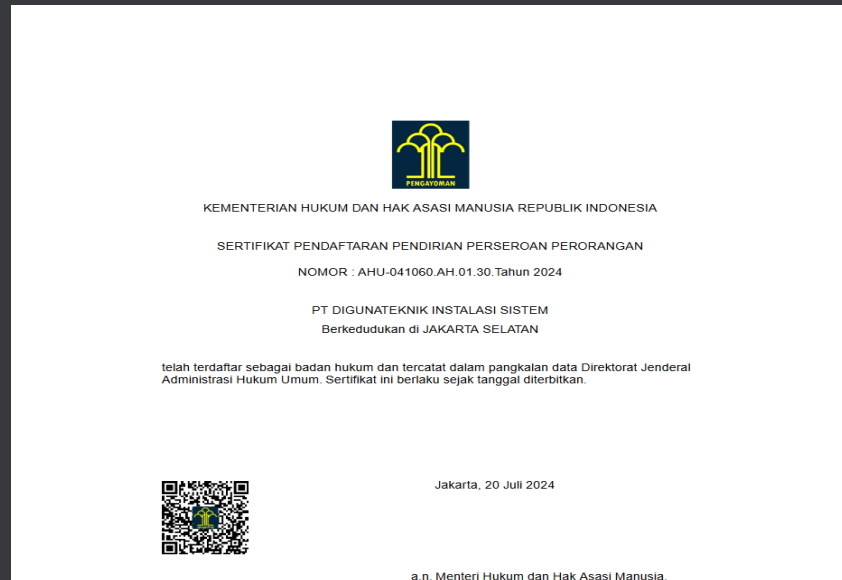 PENGAYOMAN
KEMENTERIAN HUKUM DAN HAK ASASI MANUSIA REPUBLIK INDONESIA
SERTIFIKAT PENDAFTARAN PENDIRIAN PERSEROAN PERORANGAN
NOMOR : AHU-041060.AH.01.30.Tahun 2024
PT DIGUNATEKNIK INSTALASI SISTEM
Berkedudukan di JAKARTA SELATAN
telah terdaftar sebagai badan hukum dan tercatat dalam pangkalan data Direktorat Jenderal
Administrasi Hukum Umum. Sertifikat ini berlaku sejak tanggal diterbitkan.
Jakarta, 20 Juli 2024
a.n. Menteri Hukum dan Hak Asasi Manusia.